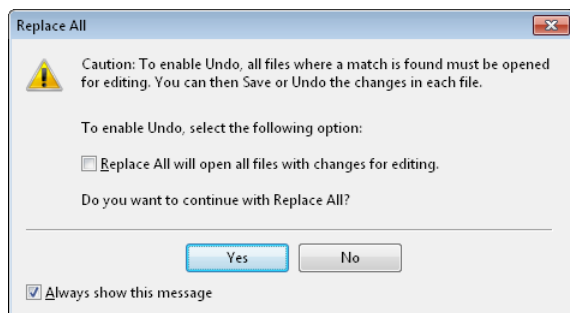 Replace All
Caution: To enable Undo, all files where a match is found must be opened
for editing. You can then Save or Undo the changes in each file.
To enable Undo, select the following option:
Replace All will open all files with changes for editing.
Do you want to continue with Replace All?
Yes No
Always show this message